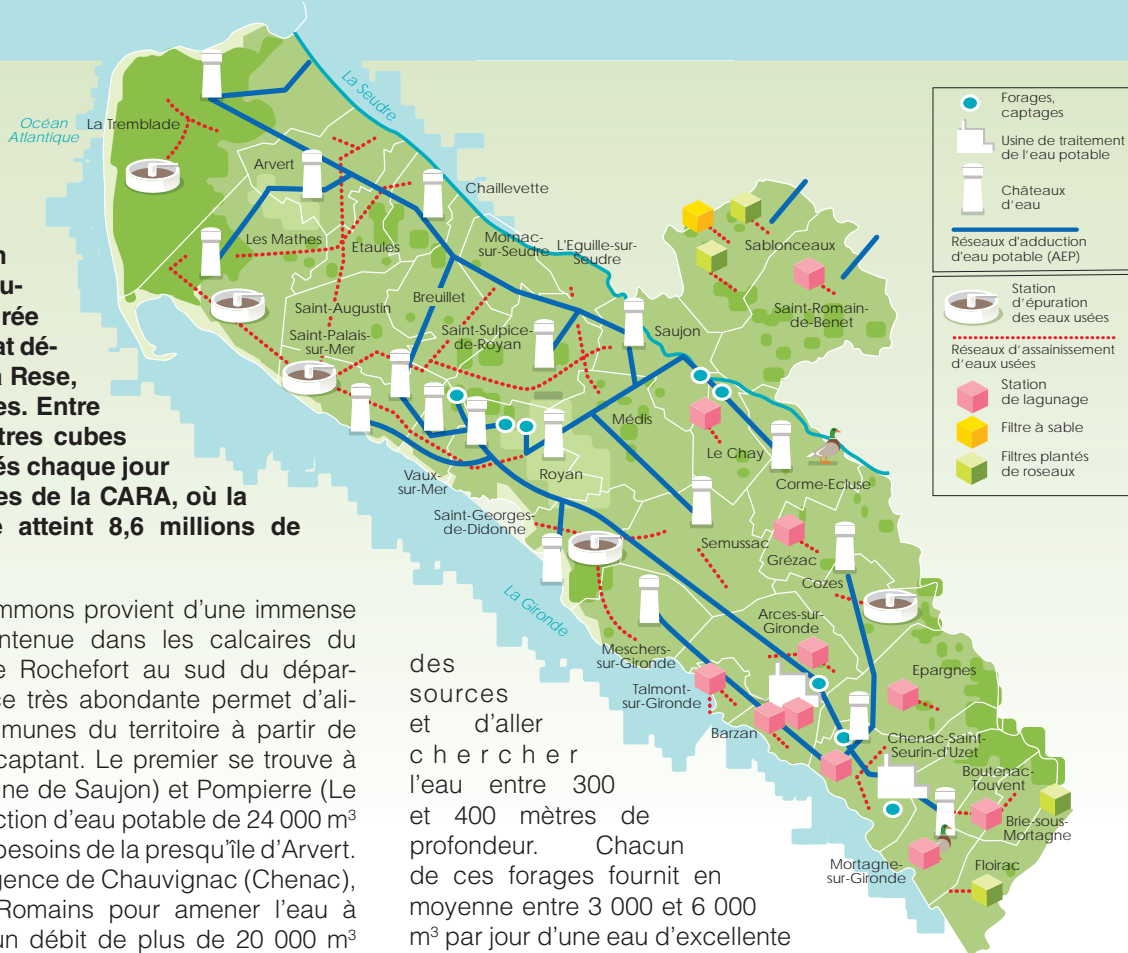 Océan
Atlantique
La Tremblade
La Seudre
Arvert
Chaillevette
Les Mathes
Etaules
Mornac-
sur-Seudre
L'Eguille-sur-
Seudre
Sablonceaux
Saint-Romain-
de-Benet
Saint-Augustin
Breuillet
Saint-Palais-
sur-Mer
Saint-Sulpice-
de-Royan
Saujon
Médis
Le Chay
Corme-Ecluse
Vaux-
sur-Mer
Royan
Saint-Georges-
de-Didonne
Semussac
Grézac
Cozes
La Gironde
Arces-sur-
Gironde
Meschers-
sur-Gironde
Talmont-
sur-Gironde
Epargnes
Barzan
Chenac-Saint-
Seurin-d'Uzet
Boutenac-
Touvent
Brie-sous-
Mortagne
Mortagne-
sur-Gironde
Floirac
Forages,
captages
Usine de traitement
de l'eau potable
Châteaux
d'eau
Réseaux d'adduction
d'eau potable (AEP)
Station
d'épuration
des eaux usées
Réseaux d'assainissement
d'eaux usées
Station
de lagunage
Filtre à sable
Filtres plantés
de roseaux
n
u-
rée
at dé-
a Rese,
es. Entre
tres cubes
és chaque jour
es de la CARA, où la
e atteint 8,6 millions de
mmons provient d'une immense
ntenue dans les calcaires du
e Rochefort au sud du dépar-
ce très abondante permet d'ali-
munes du territoire à partir de
captant. Le premier se trouve à
ne de Saujon) et Pompierre (Le
ction d'eau potable de 24 000 m³
besoins de la presqu'île d'Arvert.
gence de Chauvignac (Chenac),
Romains pour amener l'eau à
un débit de plus de 20 000 m³
des
sources
et d'aller
chercher
l'eau entre 300
et 400 mètres de
profondeur. Chacun
de ces forages fournit en
moyenne entre 3 000 et 6 000
m³ par jour d'une eau d'excellente